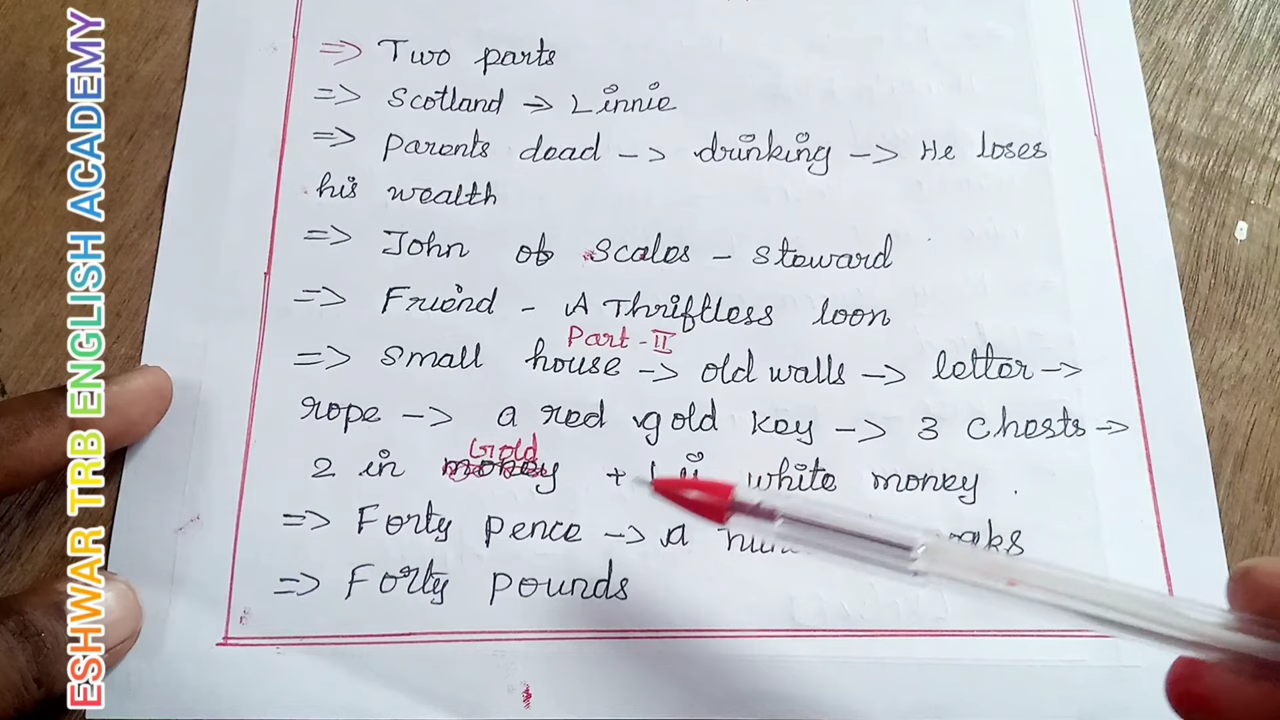 ESHWAR TRB ENGLISH ACADEMY
=> Two parts
=> Scotland -> Linnie
=> Parents dead -> drinking -> He loses
his wealth
=> John of Scales - Steward
=> Friend - A Thriftless loon
Part - II
=> Small house -> old walls -> letter ->
rope -> a red gold key -> 3 Chests ->
Gold
2 in + white money .
=> Forty pence -> a
=> Forty pounds